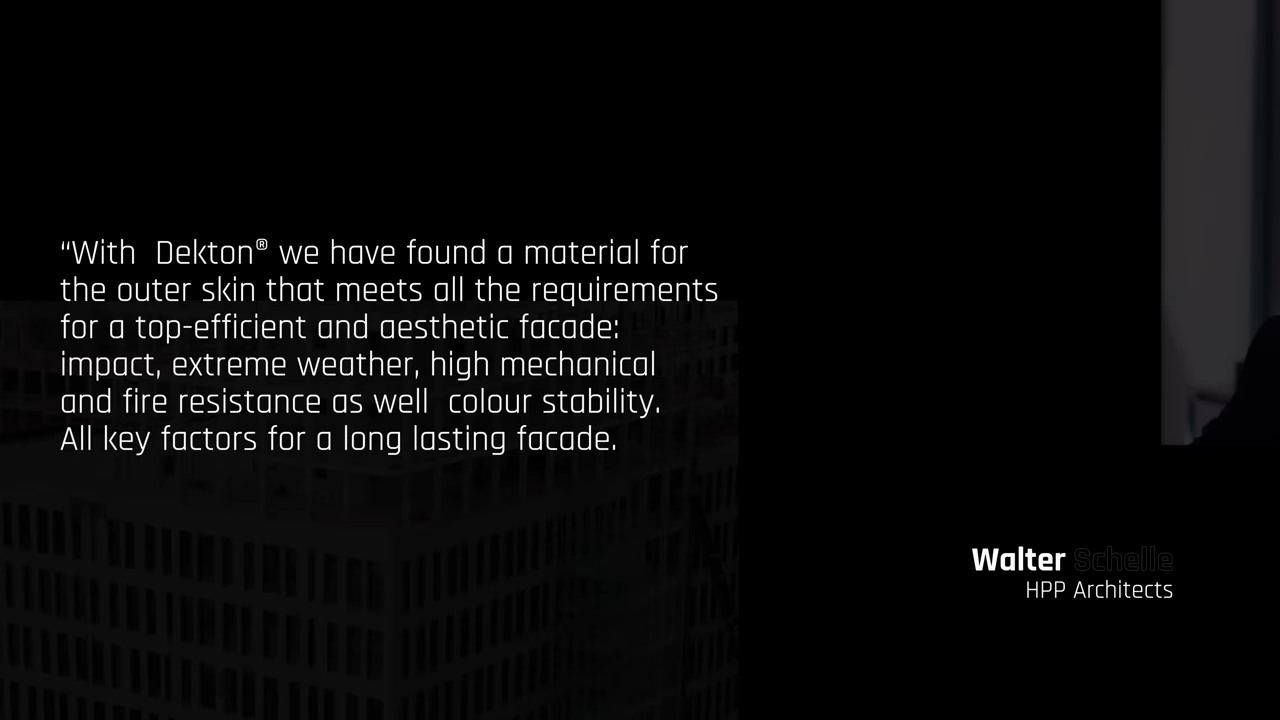 “With Dekton® we have found a material for
the outer skin that meets all the requirements
for a top-efficient and aesthetic facade:
impact, extreme weather, high mechanical
and fire resistance as well colour stability.
All key factors for a long lasting facade.
Walter Schelle
HPP Architects